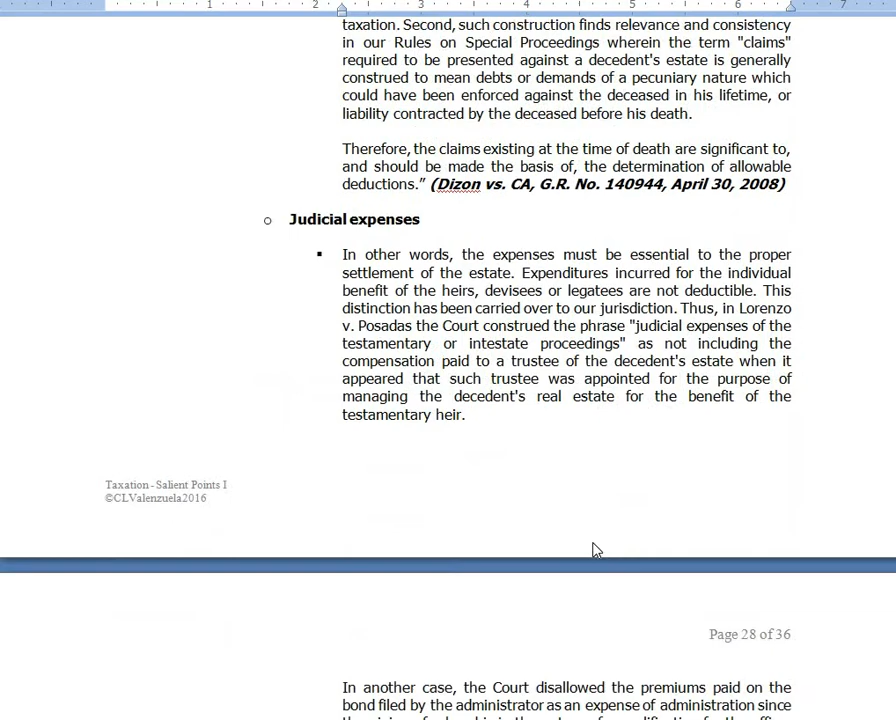 1 2 3 4 5 6 7
taxation. Second, such construction finds relevance and consistency
in our Rules on Special Proceedings wherein the term "claims"
required to be presented against a decedent's estate is generally
construed to mean debts or demands of a pecuniary nature which
could have been enforced against the deceased in his lifetime, or
liability contracted by the deceased before his death.
Therefore, the claims existing at the time of death are significant to,
and should be made the basis of, the determination of allowable
deductions.” (Dizon vs. CA, G.R. No. 140944, April 30, 2008)
o Judicial expenses
▪ In other words, the expenses must be essential to the proper
settlement of the estate. Expenditures incurred for the individual
benefit of the heirs, devisees or legatees are not deductible. This
distinction has been carried over to our jurisdiction. Thus, in Lorenzo
v. Posadas the Court construed the phrase "judicial expenses of the
testamentary or intestate proceedings" as not including the
compensation paid to a trustee of the decedent's estate when it
appeared that such trustee was appointed for the purpose of
managing the decedent's real estate for the benefit of the
testamentary heir.
Taxation - Salient Points I
©CLValenzuela2016
Page 28 of 36
In another case, the Court disallowed the premiums paid on the
bond filed by the administrator as an expense of administration since